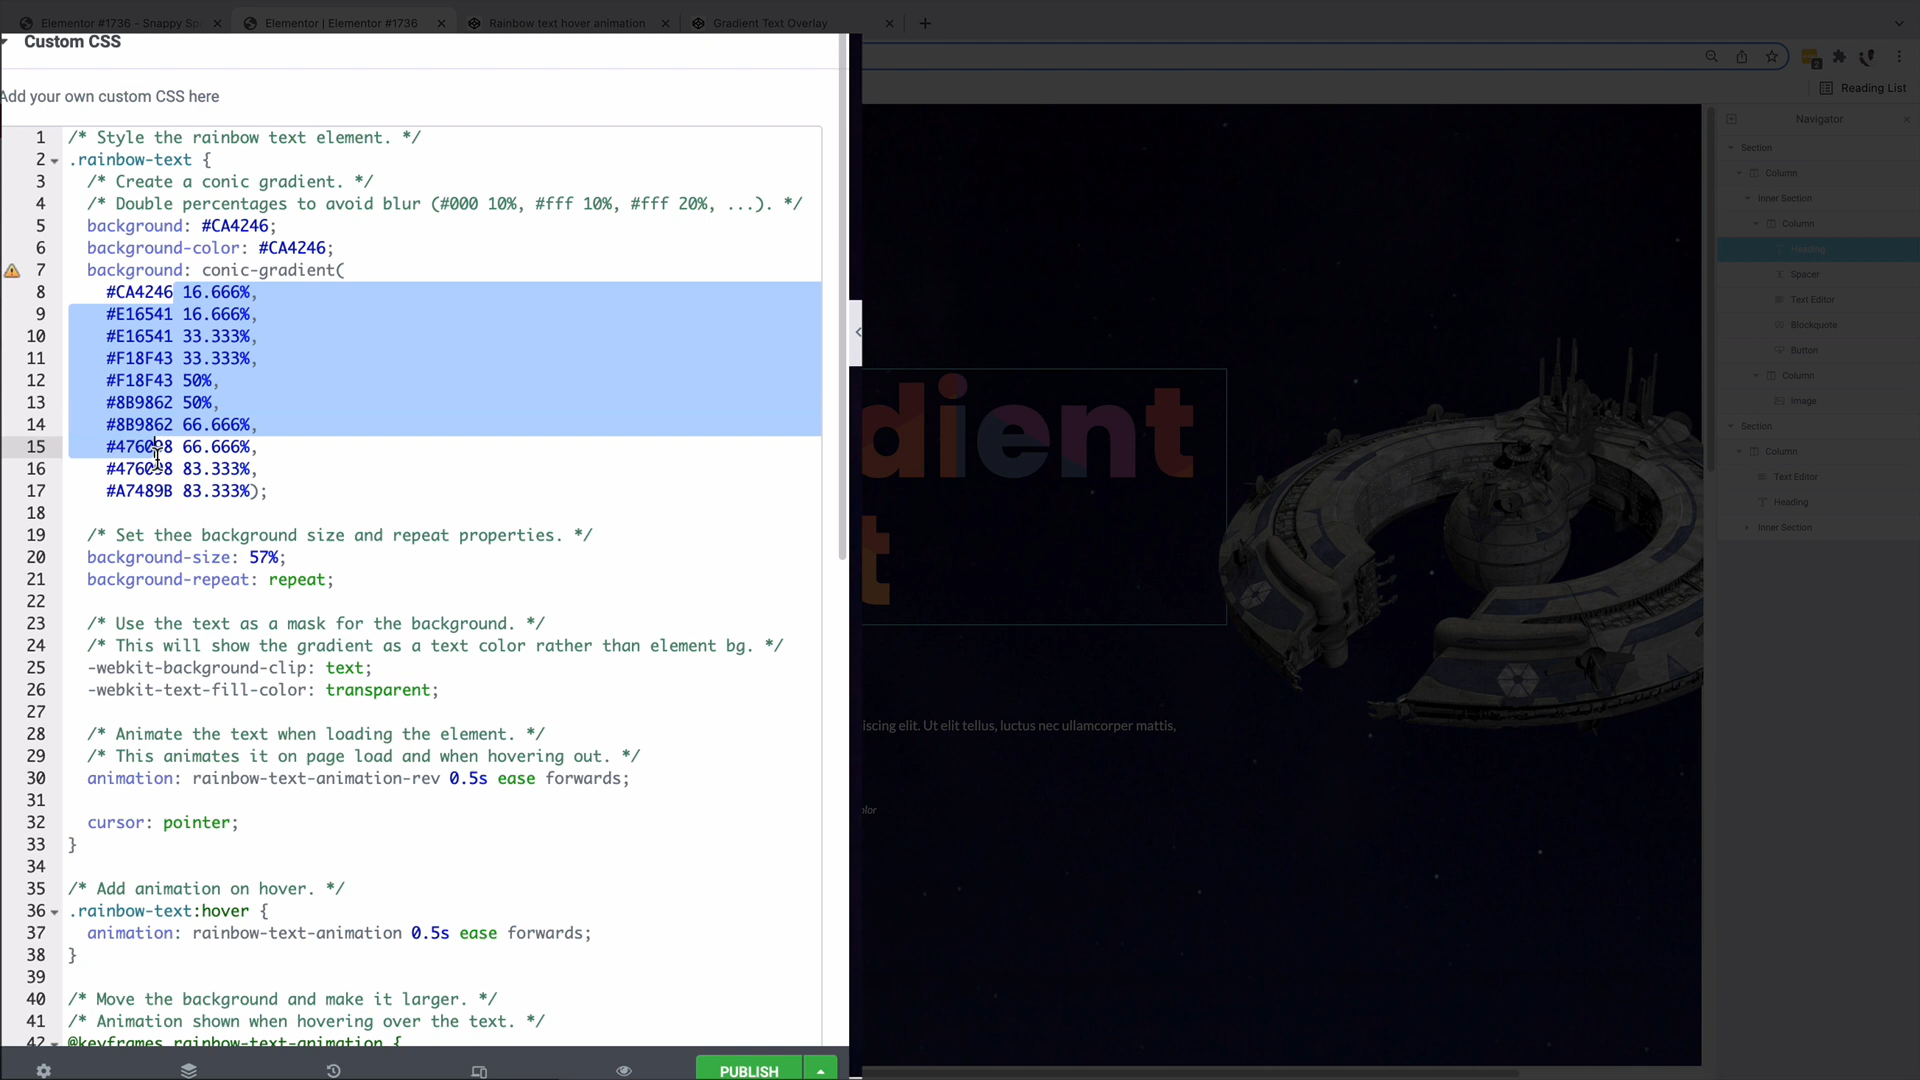 Elementor #1736 – Snappy Sp
Elementor | Elementor #1736
Rainbow text hover animation
Gradient Text Overlay
Reading List
Custom CSS
Add your own custom CSS here
1 /* Style the rainbow text element. */
2 .rainbow-text {
3 /* Create a conic gradient. */
4 /* Double percentages to avoid blur (#000 10%, #fff 10%, #fff 20%, ...). */
5 background: #CA4246;
6 background-color: #CA4246;
7 background: conic-gradient(
8 #CA4246 16.666%,
9 #E16541 16.666%,
10 #E16541 33.333%,
11 #F18F43 33.333%,
12 #F18F43 50%,
13 #8B9862 50%,
14 #8B9862 66.666%,
15 #476098 66.666%,
16 #476098 83.333%,
17 #A7489B 83.333%);
18
19 /* Set thee background size and repeat properties. */
20 background-size: 57%;
21 background-repeat: repeat;
22
23 /* Use the text as a mask for the background. */
24 /* This will show the gradient as a text color rather than element bg. */
25 -webkit-background-clip: text;
26 -webkit-text-fill-color: transparent;
27
28 /* Animate the text when loading the element. */
29 /* This animates it on page load and when hovering out. */
30 animation: rainbow-text-animation-rev 0.5s ease forwards;
31
32 cursor: pointer;
33 }
34
35 /* Add animation on hover. */
36 .rainbow-text:hover {
37 animation: rainbow-text-animation 0.5s ease forwards;
38 }
39
40 /* Move the background and make it larger. */
41 /* Animation shown when hovering over the text. */
42 @keyframes rainbow-text-animation {
PUBLISH
dient
t
iscing elit. Ut elit tellus, luctus nec ullamcorper mattis,
olor
Navigator
Section
Column
Inner Section
Column
Heading
Spacer
Text Editor
Blockquote
Button
Column
Image
Section
Column
Text Editor
Heading
Inner Section